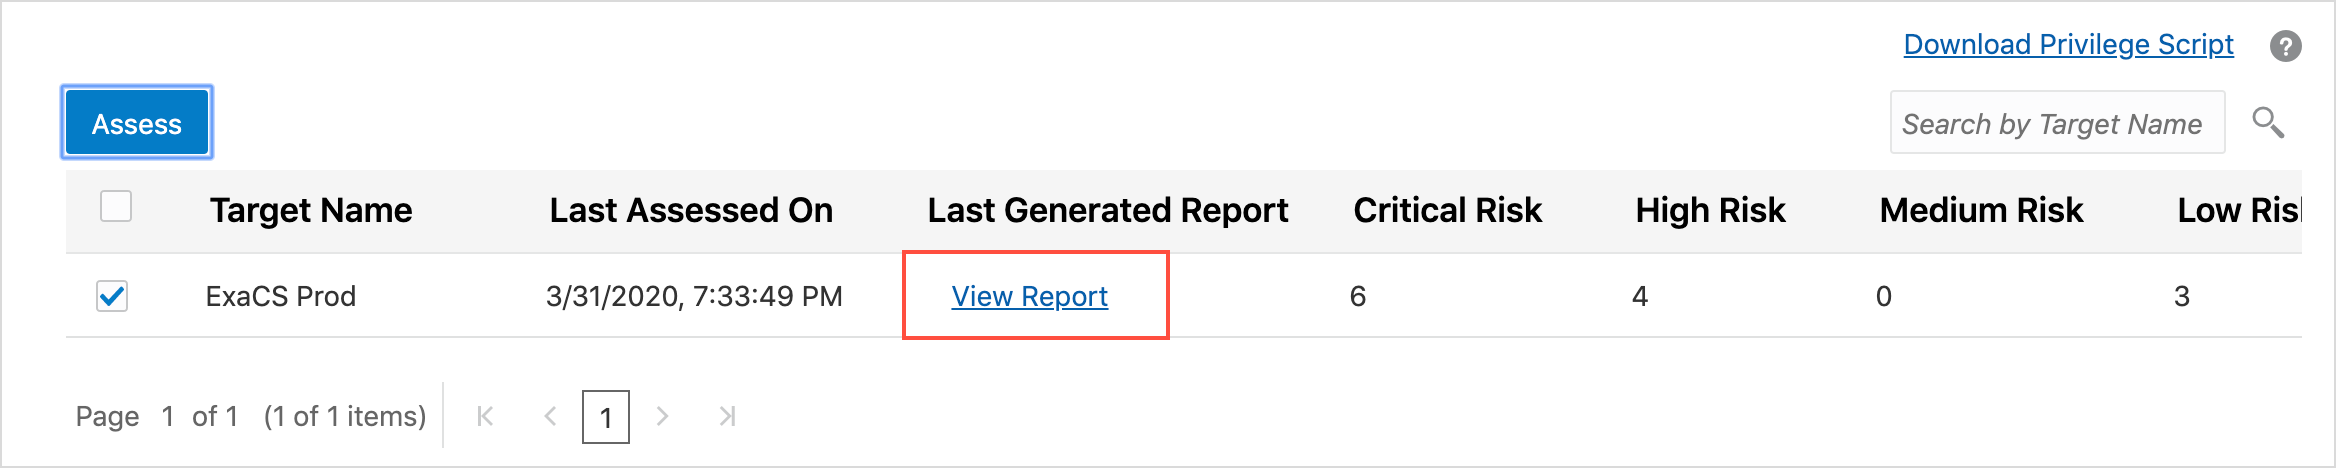 Download Privilege Script ?
Assess Search by Target Name
Target Name Last Assessed On Last Generated Report Critical Risk High Risk Medium Risk Low Ris
ExaCS Prod 3/31/2020, 7:33:49 PM View Report 6 4 0 3
Page 1 of 1 (1 of 1 items) 1